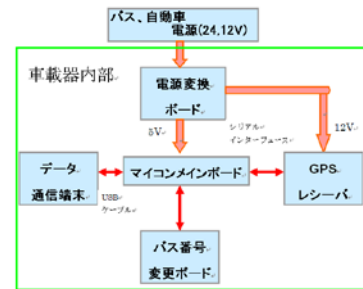 バス、自動車
電源(24,12V)
車載器内部
電源変換
ボード
5V
シリアル
インターフェース
12V
データ
通信端末
マイコンメインボード
GPS
レシーバ
USB
ケーブル
バス番号
変更ボード